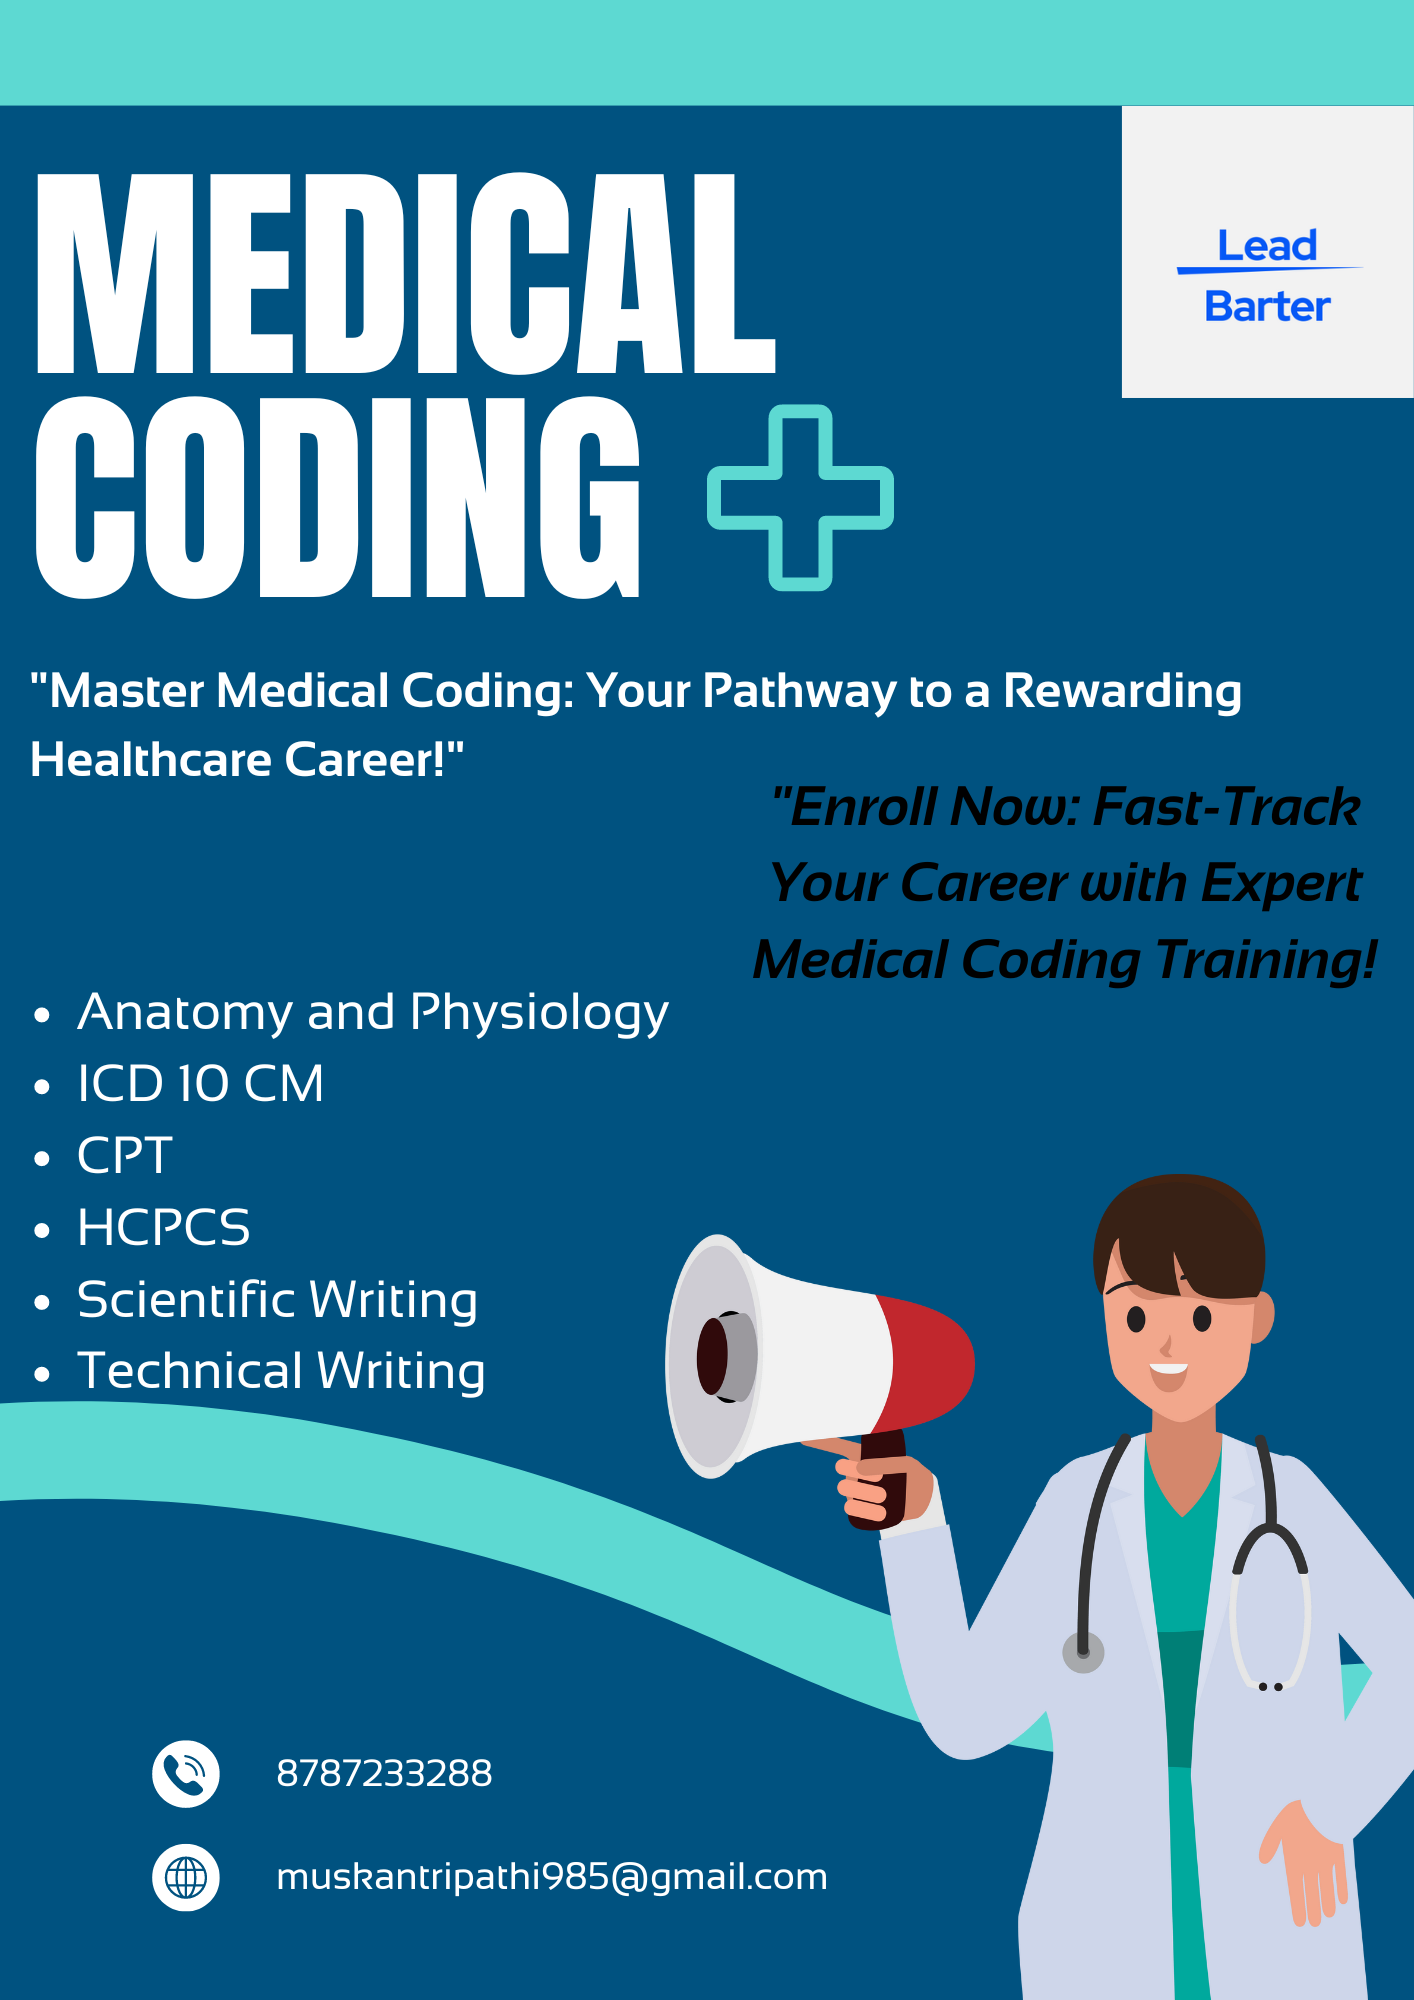 MEDICAL
CODING
Lead
Barter
"Master Medical Coding: Your Pathway to a Rewarding
Healthcare Career!"
"Enroll Now: Fast-Track
Your Career with Expert
Medical Coding Training!
• Anatomy and Physiology
• ICD 10 CM
• CPT
• HCPCS
• Scientific Writing
• Technical Writing
8787233288
muskantripathi985@gmail.com